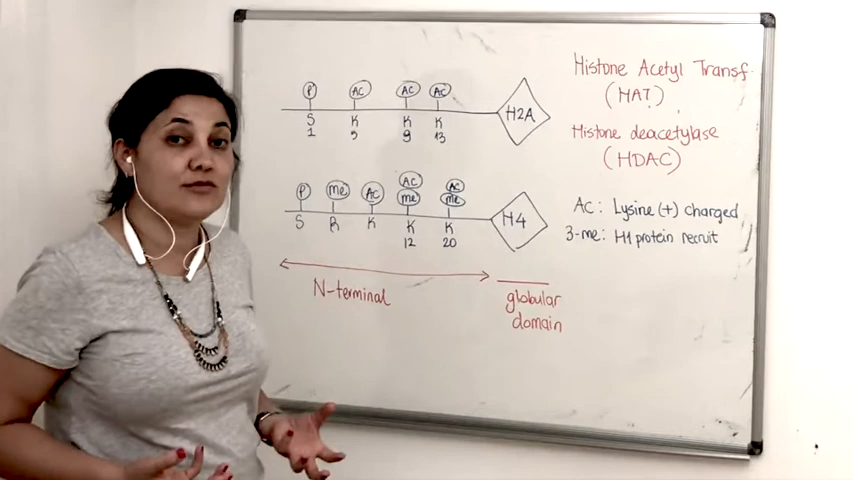 P AC AC AC
H2A
S K K K
1 5 9 13
P me AC AC me AC me
H4
S R K K K
12 20
N-terminal
globular
domain
Histone Acetyl Transf.
(HAT)
Histone deacetylase
(HDAC)
AC: Lysine (+) charged
3-me: H1 protein recruit